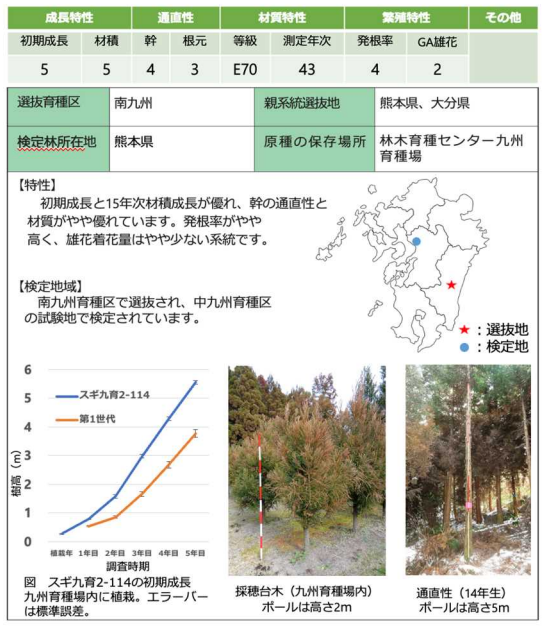 成長特性 通直性 材質特性 繁殖特性 その他
初期成長 材積 幹 根元 等級 測定年次 発根率 GA雄花
5 5 4 3 E70 43 4 2
選抜育種区 南九州 親系統選抜地 熊本県、大分県
検定林所在地 熊本県 原種の保存場所 林木育種センター九州
育種場
【特性】
初期成長と15年次材積成長が優れ、幹の通直性と
材質がやや優れています。発根率がやや
高く、雄花着花量はやや少ない系統です。
【検定地域】
南九州育種区で選抜され、中九州育種区
の試験地で検定されています。
★：選抜地
●：検定地
6
5
4
3
2
1
0
樹高（m）
スギ九育2-114
第1世代
植栽年 1年目 2年目 3年目 4年目 5年目
調査時期
図 スギ九育2-114の初期成長
九州育種場内に植栽。エラーバー
は標準誤差。
採穂台木（九州育種場内）
ポールは高さ2m
通直性（14年生）
ポールは高さ5m